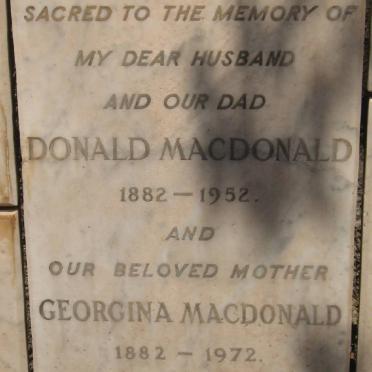 SACRED TO THE MEMORY OF
MY DEAR HUSBAND
AND OUR DAD
DONALD MACDONALD
1882 — 1952.
AND
OUR BELOVED MOTHER
GEORGINA MACDONALD
1882 — 1972.